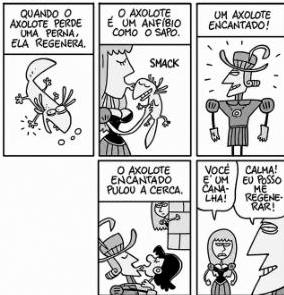 QUANDO O
AXOLOTE PERDE
UMA PERNA,
ELA REGENERA.
O AXOLOTE
É UM ANFÍBIO
COMO O SAPO.
SMACK
UM AXOLOTE
ENCANTADO!
O AXOLOTE
ENCANTADO
PULOU A CERCA.
VOCÊ
É UM
CANA-
LHA!
CALMA!
EU POSSO
ME
REGENE-
RAR!